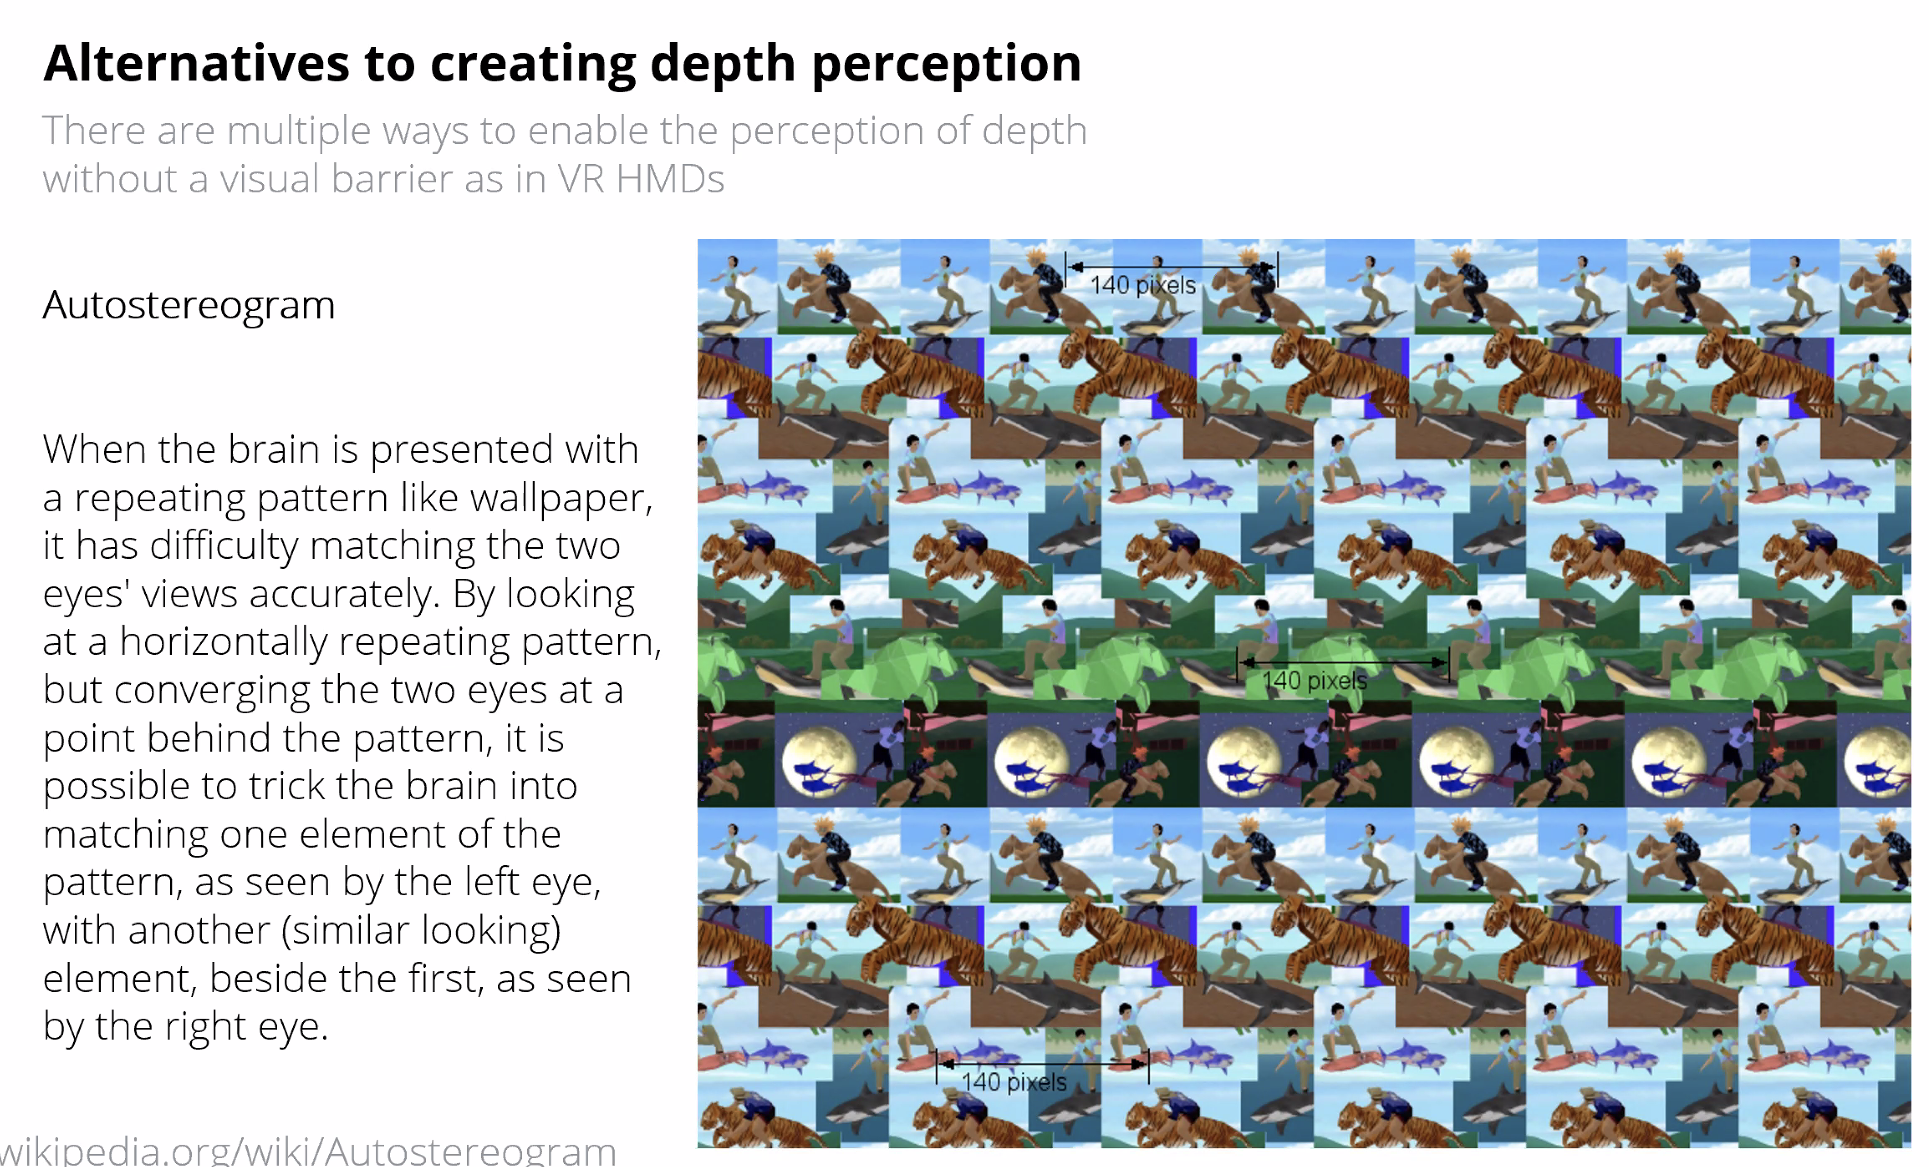 Alternatives to creating depth perception
There are multiple ways to enable the perception of depth
without a visual barrier as in VR HMDs
Autostereogram
When the brain is presented with
a repeating pattern like wallpaper,
it has difficulty matching the two
eyes' views accurately. By looking
at a horizontally repeating pattern,
but converging the two eyes at a
point behind the pattern, it is
possible to trick the brain into
matching one element of the
pattern, as seen by the left eye,
with another (similar looking)
element, beside the first, as seen
by the right eye.
wikipedia.org/wiki/Autostereogram
140 pixels
140 pixels
140 pixels